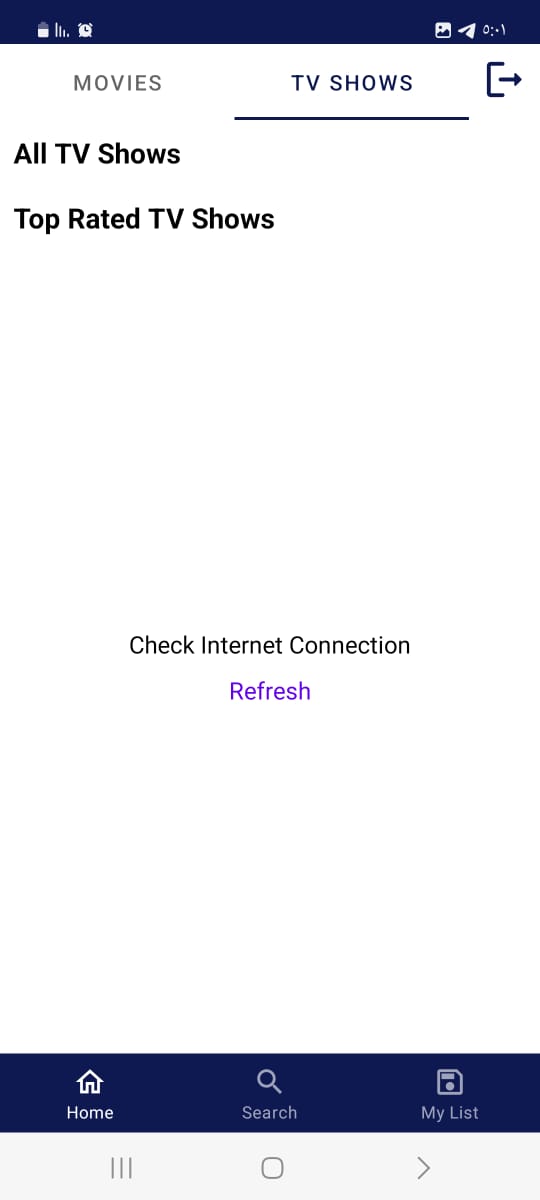 ٥:٠١
MOVIES
TV SHOWS
All TV Shows
Top Rated TV Shows
Check Internet Connection
Refresh
Home
Search
My List